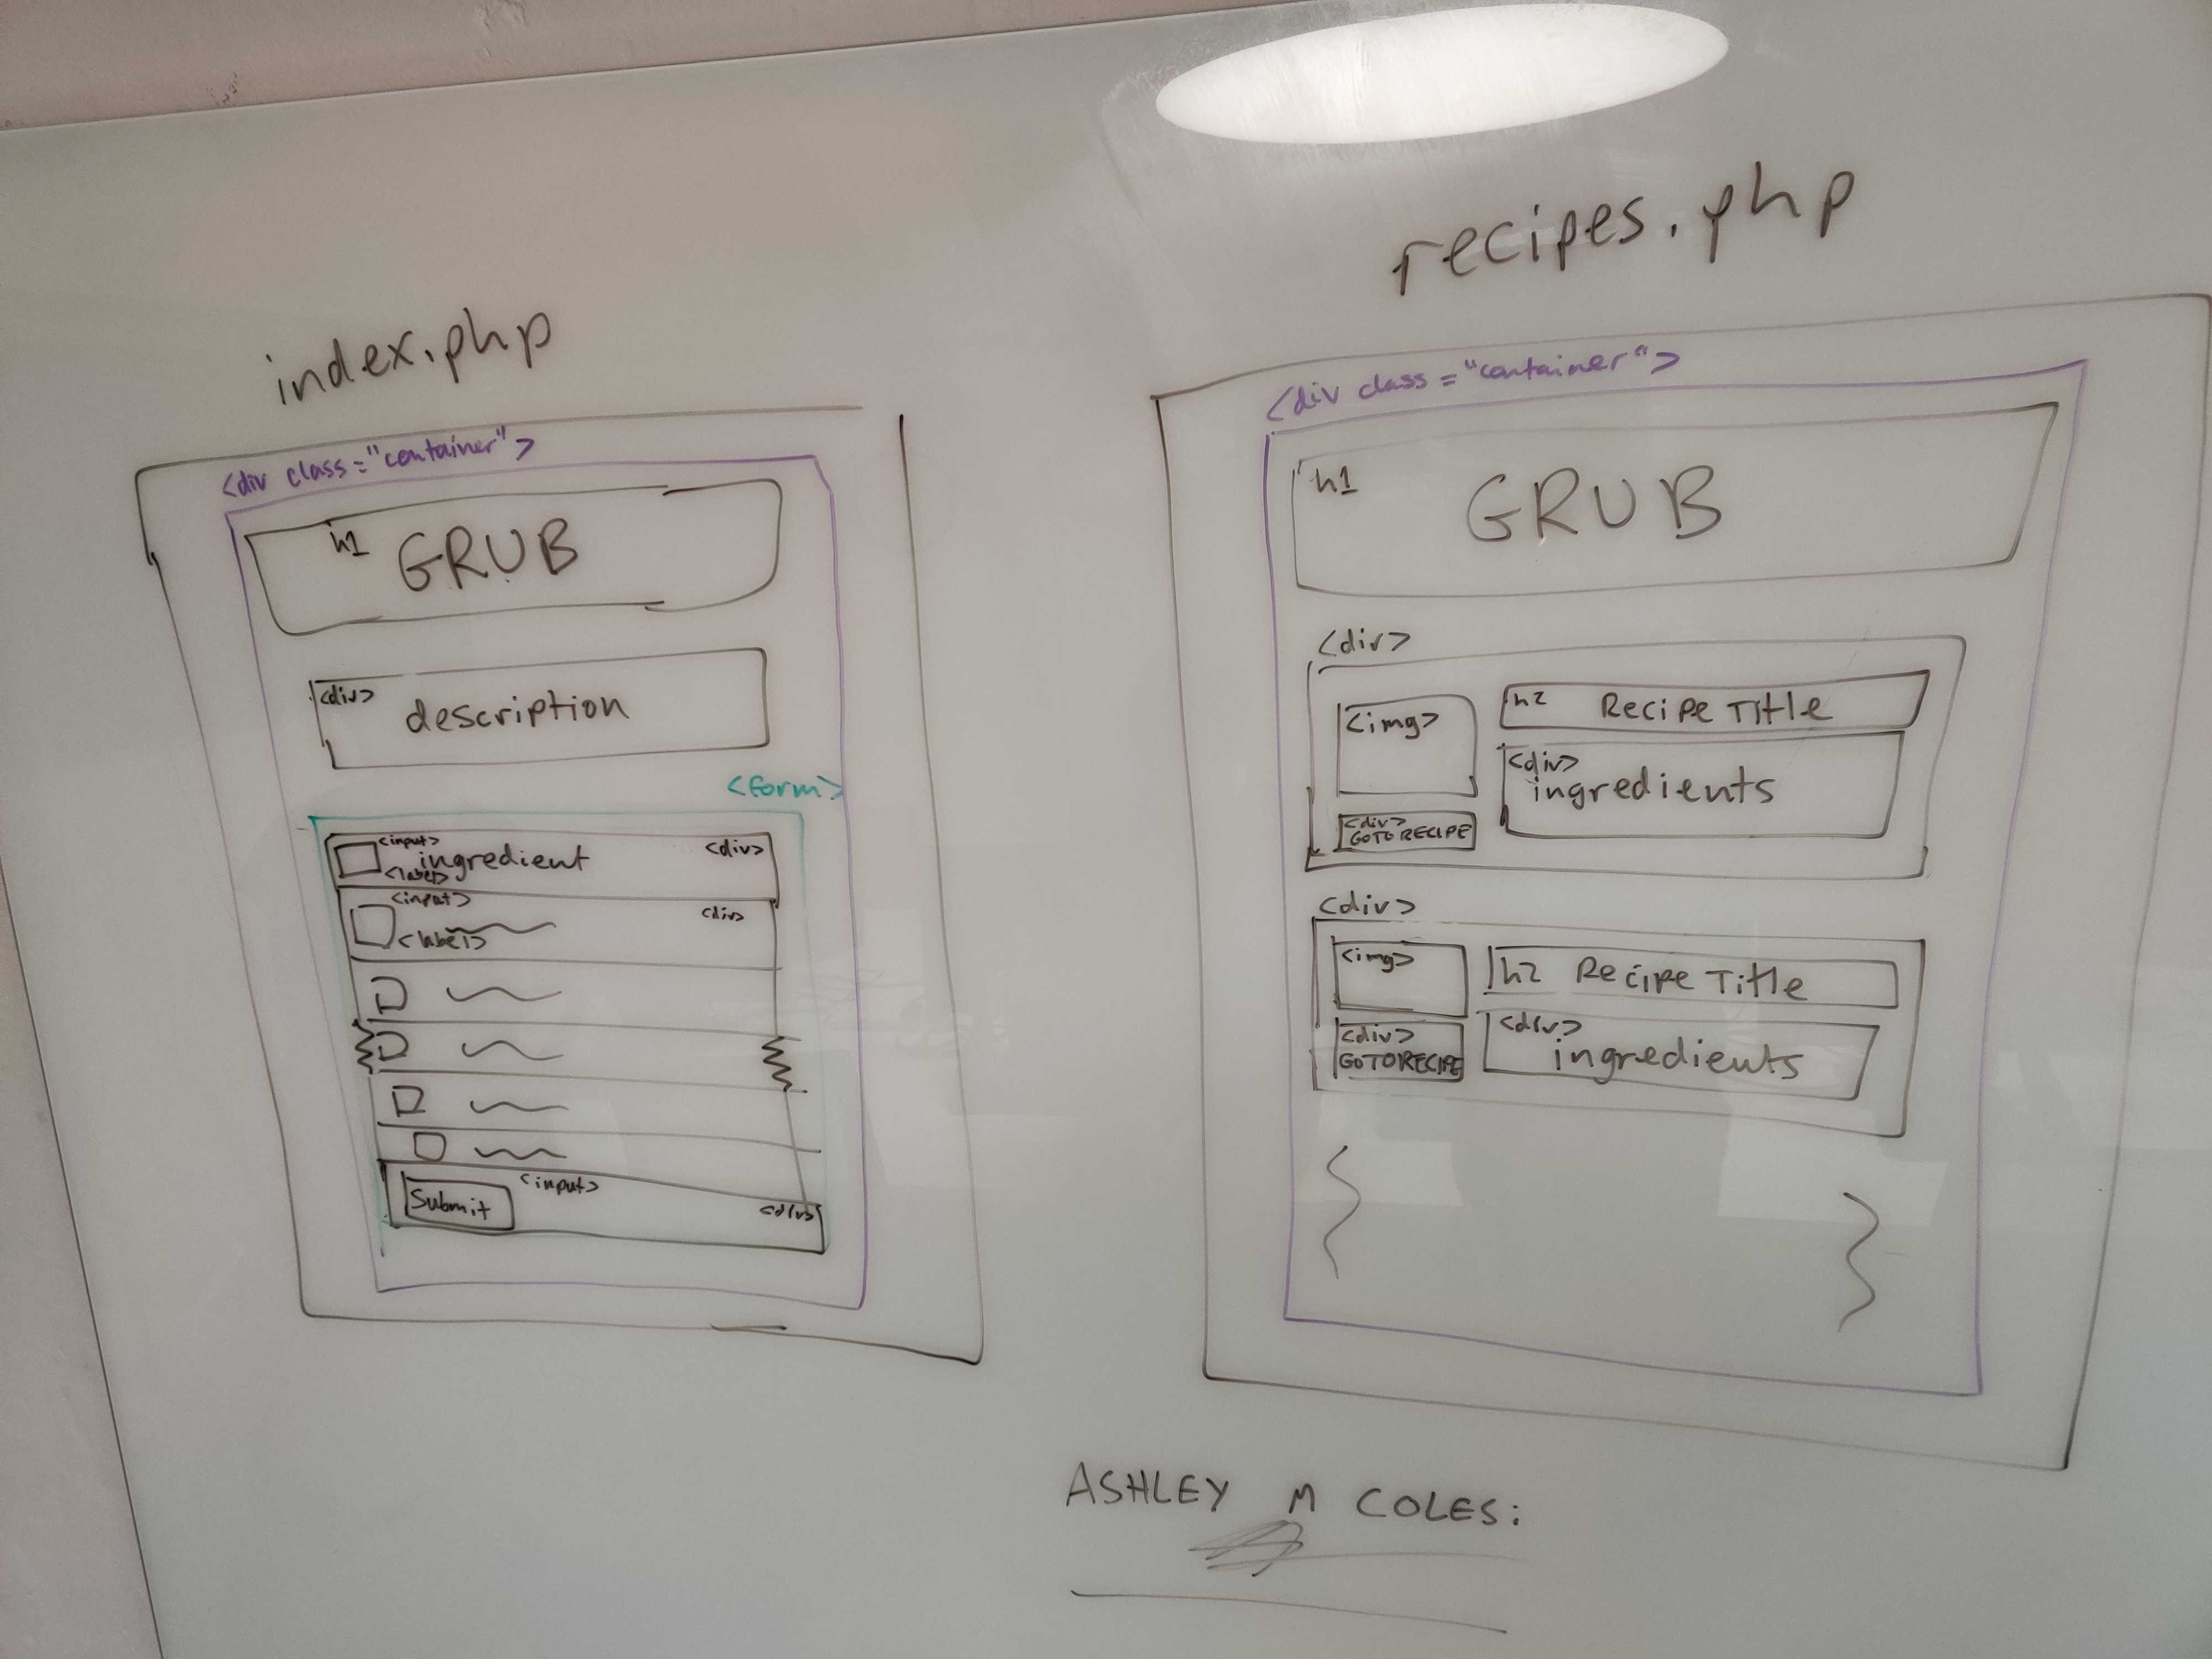 index.php
<div class="container">
h1 GRUB
<div> description
<form>
<input>
ingredient <div>
<label>
<input>
<div>
<label>
<input>
Submit <div>
recipes.php
<div class="container">
h1 GRUB
<div>
<img> h2 Recipe Title
<div>
ingredients
<div>
GOTO RECIPE
<div>
<img> h2 Recipe Title
<div>
ingredients
<div>
GOTO RECIPE
ASHLEY M COLES: